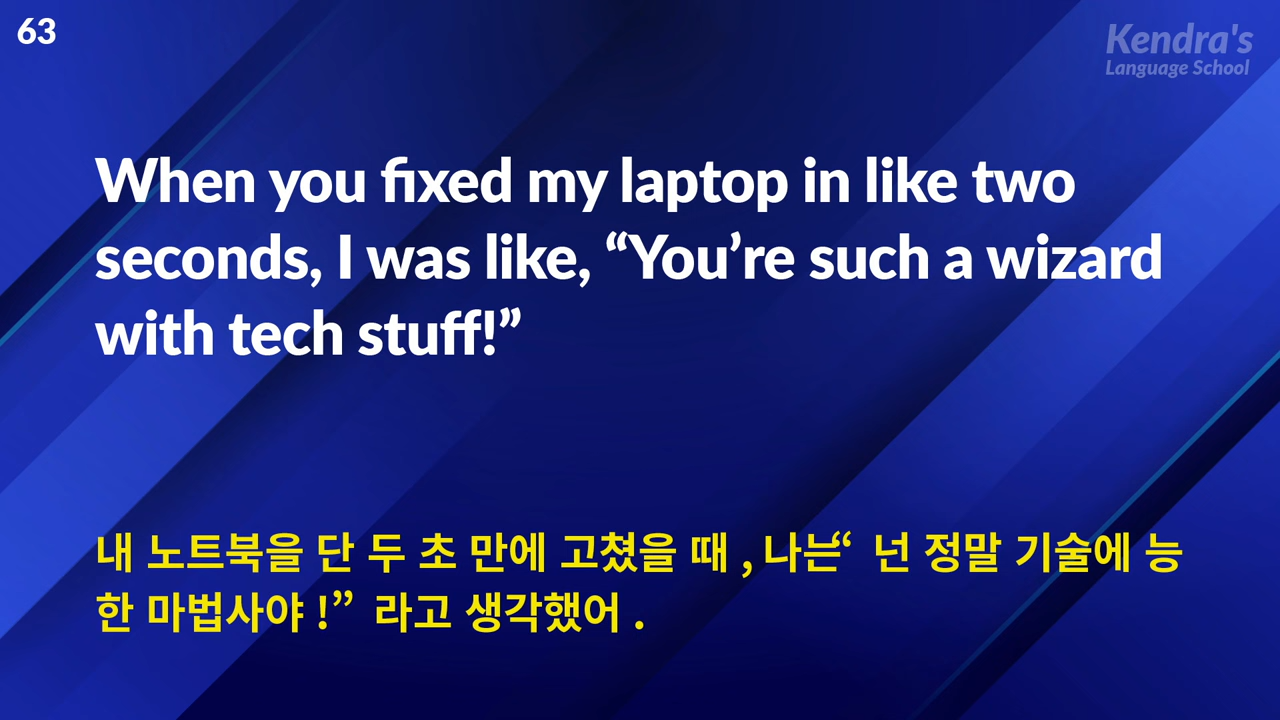 63
Kendra's
Language School
When you fixed my laptop in like two
seconds, I was like, “You’re such a wizard
with tech stuff!”
내 노트북을 단 두 초 만에 고쳤을 때 , 나는“ 넌 정말 기술에 능
한 마법사야 !” 라고 생각했어 .